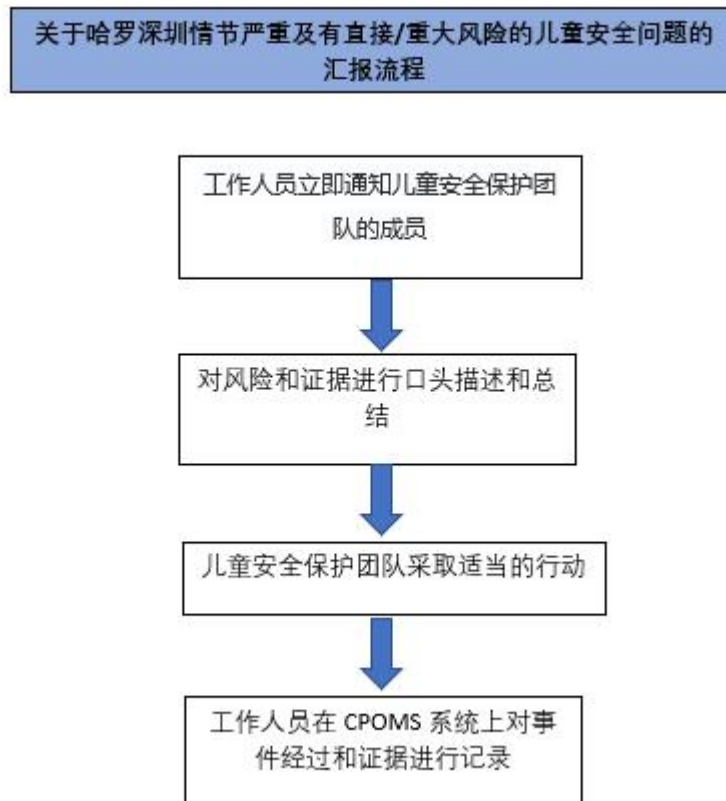 关于哈罗深圳情节严重及有直接/重大风险的儿童安全问题的
汇报流程
工作人员立即通知儿童安全保护团
队的成员
对风险和证据进行口头描述和总
结
儿童安全保护团队采取适当的行动
工作人员在 CPOMS 系统上对事
件经过和证据进行记录